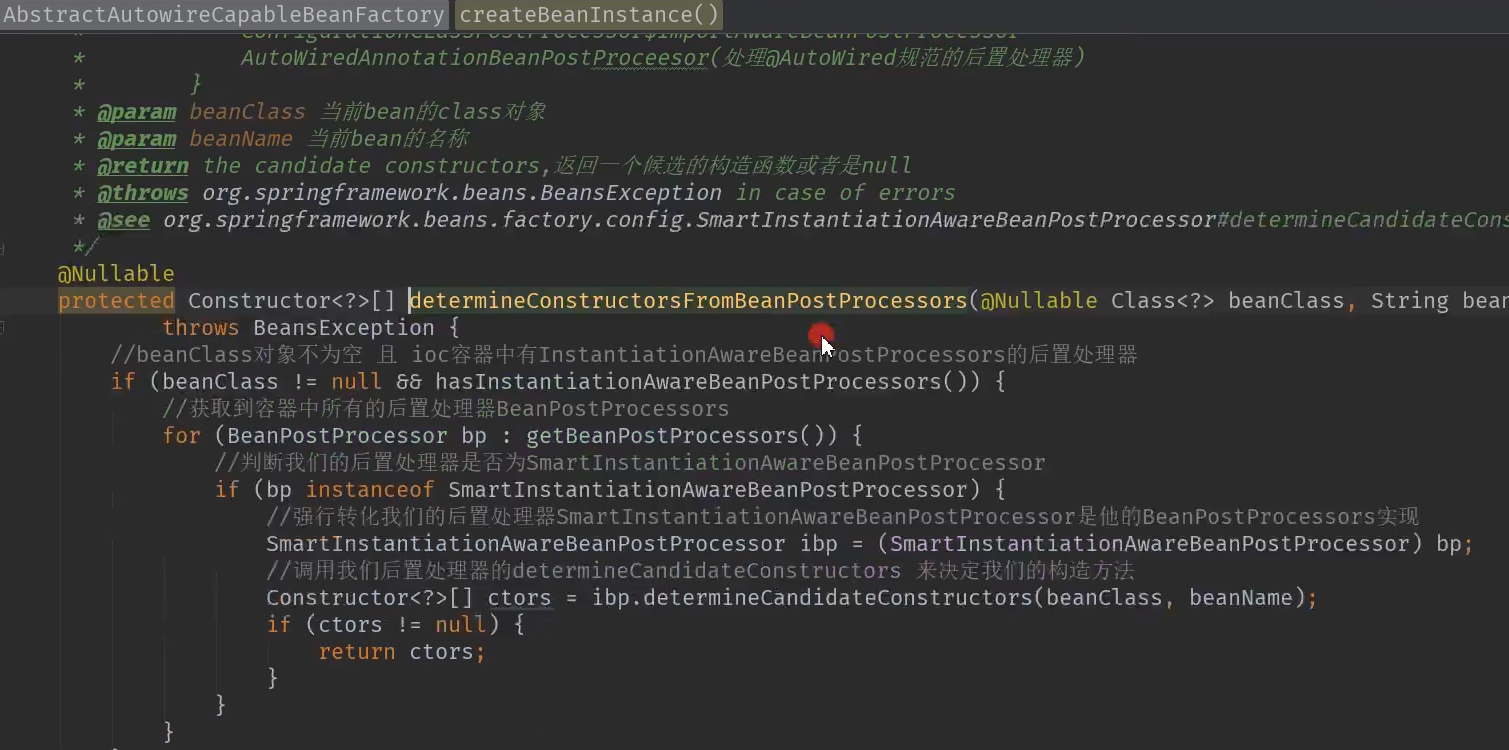 AbstractAutowireCapableBeanFactory createBeanInstance()
* ConfigurationClassPostProcessor$ImportAwareBeanPostProcessor
* AutoWiredAnnotationBeanPostProceesor(处理@AutoWired规范的后置处理器)
* }
* @param beanClass 当前bean的class对象
* @param beanName 当前bean的名称
* @return the candidate constructors,返回一个候选的构造函数或者是null
* @throws org.springframework.beans.BeansException in case of errors
* @see org.springframework.beans.factory.config.SmartInstantiationAwareBeanPostProcessor#determineCandidateCons
*/
@Nullable
protected Constructor<?>[] determineConstructorsFromBeanPostProcessors(@Nullable Class<?> beanClass, String bean
throws BeansException {
//beanClass对象不为空 且 ioc容器中有InstantiationAwareBeanPostProcessors的后置处理器
if (beanClass != null && hasInstantiationAwareBeanPostProcessors()) {
//获取到容器中所有的后置处理器BeanPostProcessors
for (BeanPostProcessor bp : getBeanPostProcessors()) {
//判断我们的后置处理器是否为SmartInstantiationAwareBeanPostProcessor
if (bp instanceof SmartInstantiationAwareBeanPostProcessor) {
//强行转化我们的后置处理器SmartInstantiationAwareBeanPostProcessor是他的BeanPostProcessors实现
SmartInstantiationAwareBeanPostProcessor ibp = (SmartInstantiationAwareBeanPostProcessor) bp;
//调用我们后置处理器的determineCandidateConstructors 来决定我们的构造方法
Constructor<?>[] ctors = ibp.determineCandidateConstructors(beanClass, beanName);
if (ctors != null) {
return ctors;
}
}
}